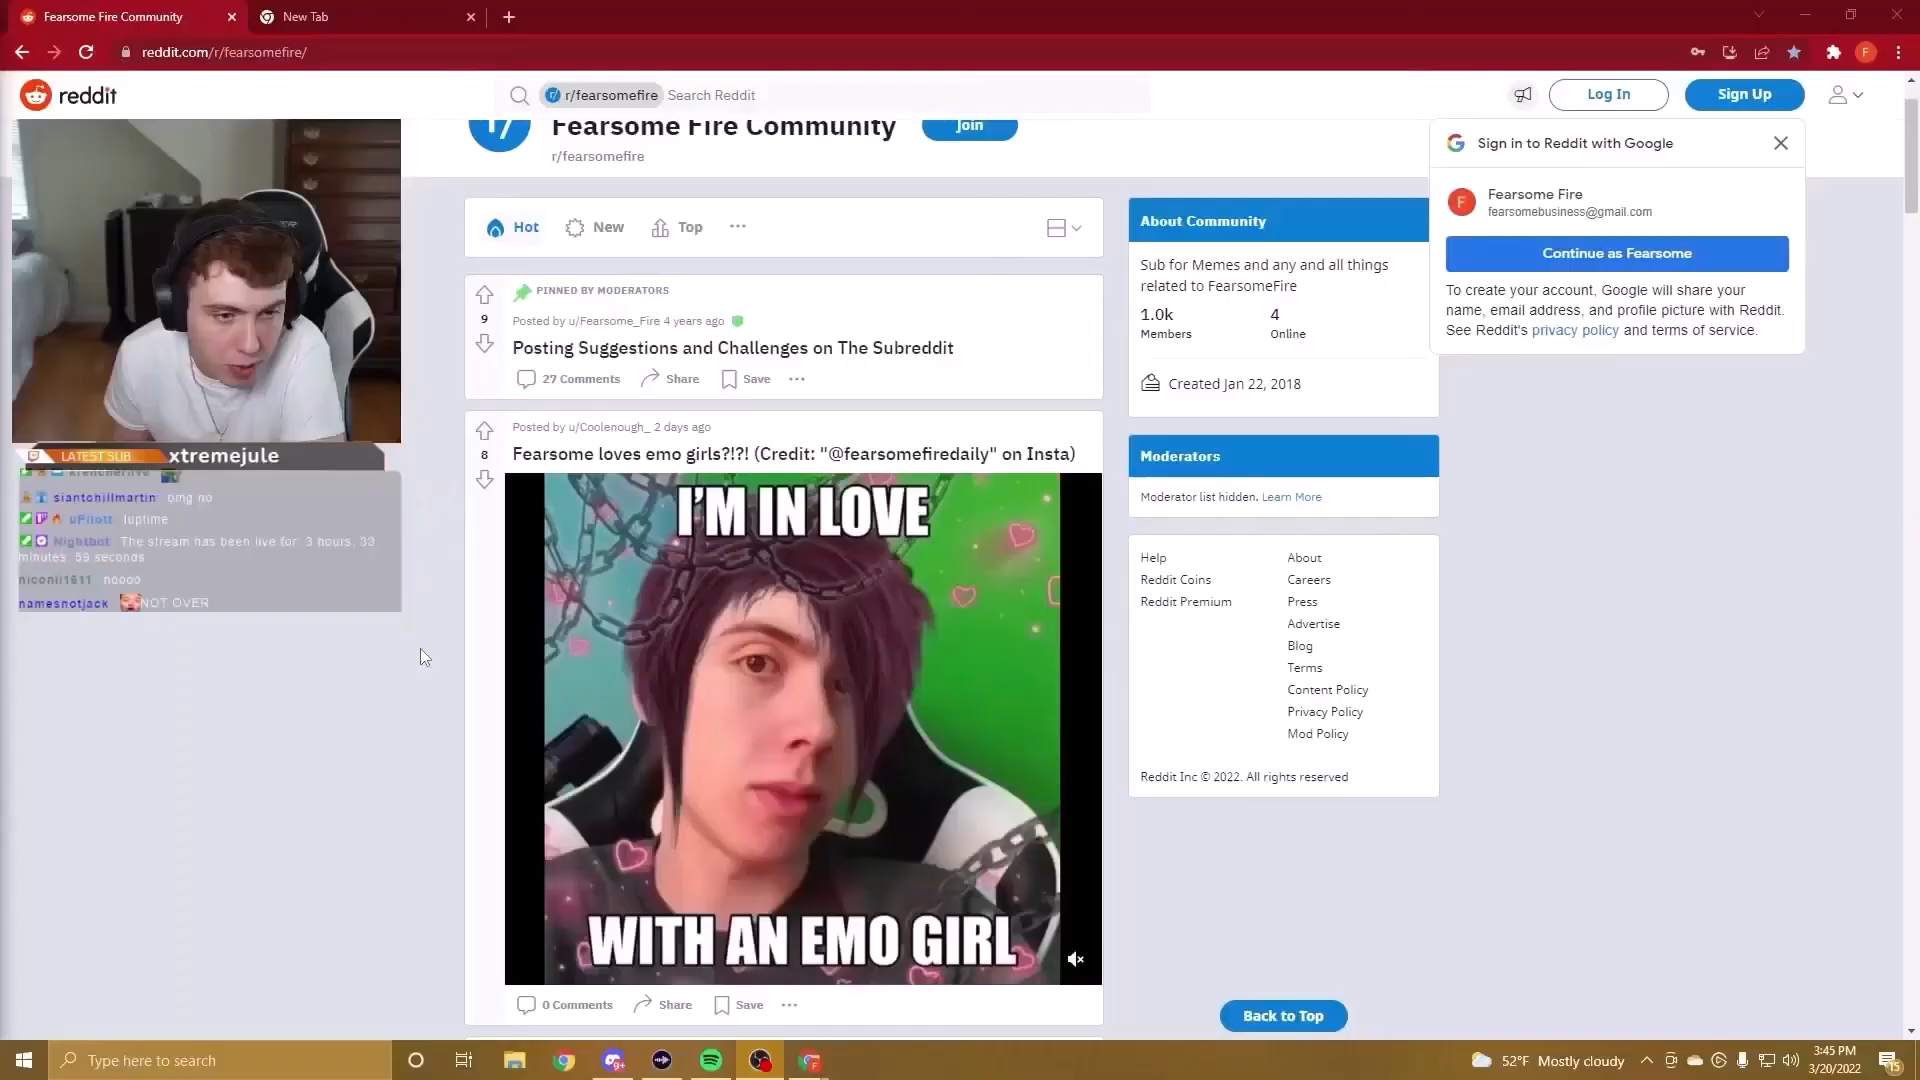 Fearsome Fire Community
New Tab
reddit.com/r/fearsomefire/
reddit
r/fearsomefire Search Reddit
Log In
Sign Up
Fearsome Fire Community
Join
r/fearsomefire
Sign in to Reddit with Google
F Fearsome Fire
fearsomebusiness@gmail.com
Continue as Fearsome
To create your account, Google will share your
name, email address, and profile picture with Reddit.
See Reddit's privacy policy and terms of service.
Hot New Top
PINNED BY MODERATORS
9
Posted by u/Fearsome_Fire 4 years ago
Posting Suggestions and Challenges on The Subreddit
27 Comments Share Save
Posted by u/Coolenough_ 2 days ago
8
Fearsome loves emo girls?!?! (Credit: "@fearsomefiredaily" on Insta)
I'M IN LOVE
WITH AN EMO GIRL
0 Comments Share Save
About Community
Sub for Memes and any and all things
related to FearsomeFire
1.0k 4
Members Online
Created Jan 22, 2018
Moderators
Moderator list hidden. Learn More
Help About
Reddit Coins Careers
Reddit Premium Press
Advertise
Blog
Terms
Content Policy
Privacy Policy
Mod Policy
Reddit Inc © 2022. All rights reserved
Back to Top
LATEST SUB xtremejule
siantchillmartin omg no
uPilott !uptime
Nightbot The stream has been live for: 3 hours, 33
minutes, 59 seconds
niconii1611 noooo
namesnotjack NOT OVER
Type here to search
9+
F
52°F Mostly cloudy
3:45 PM
3/20/2022
15